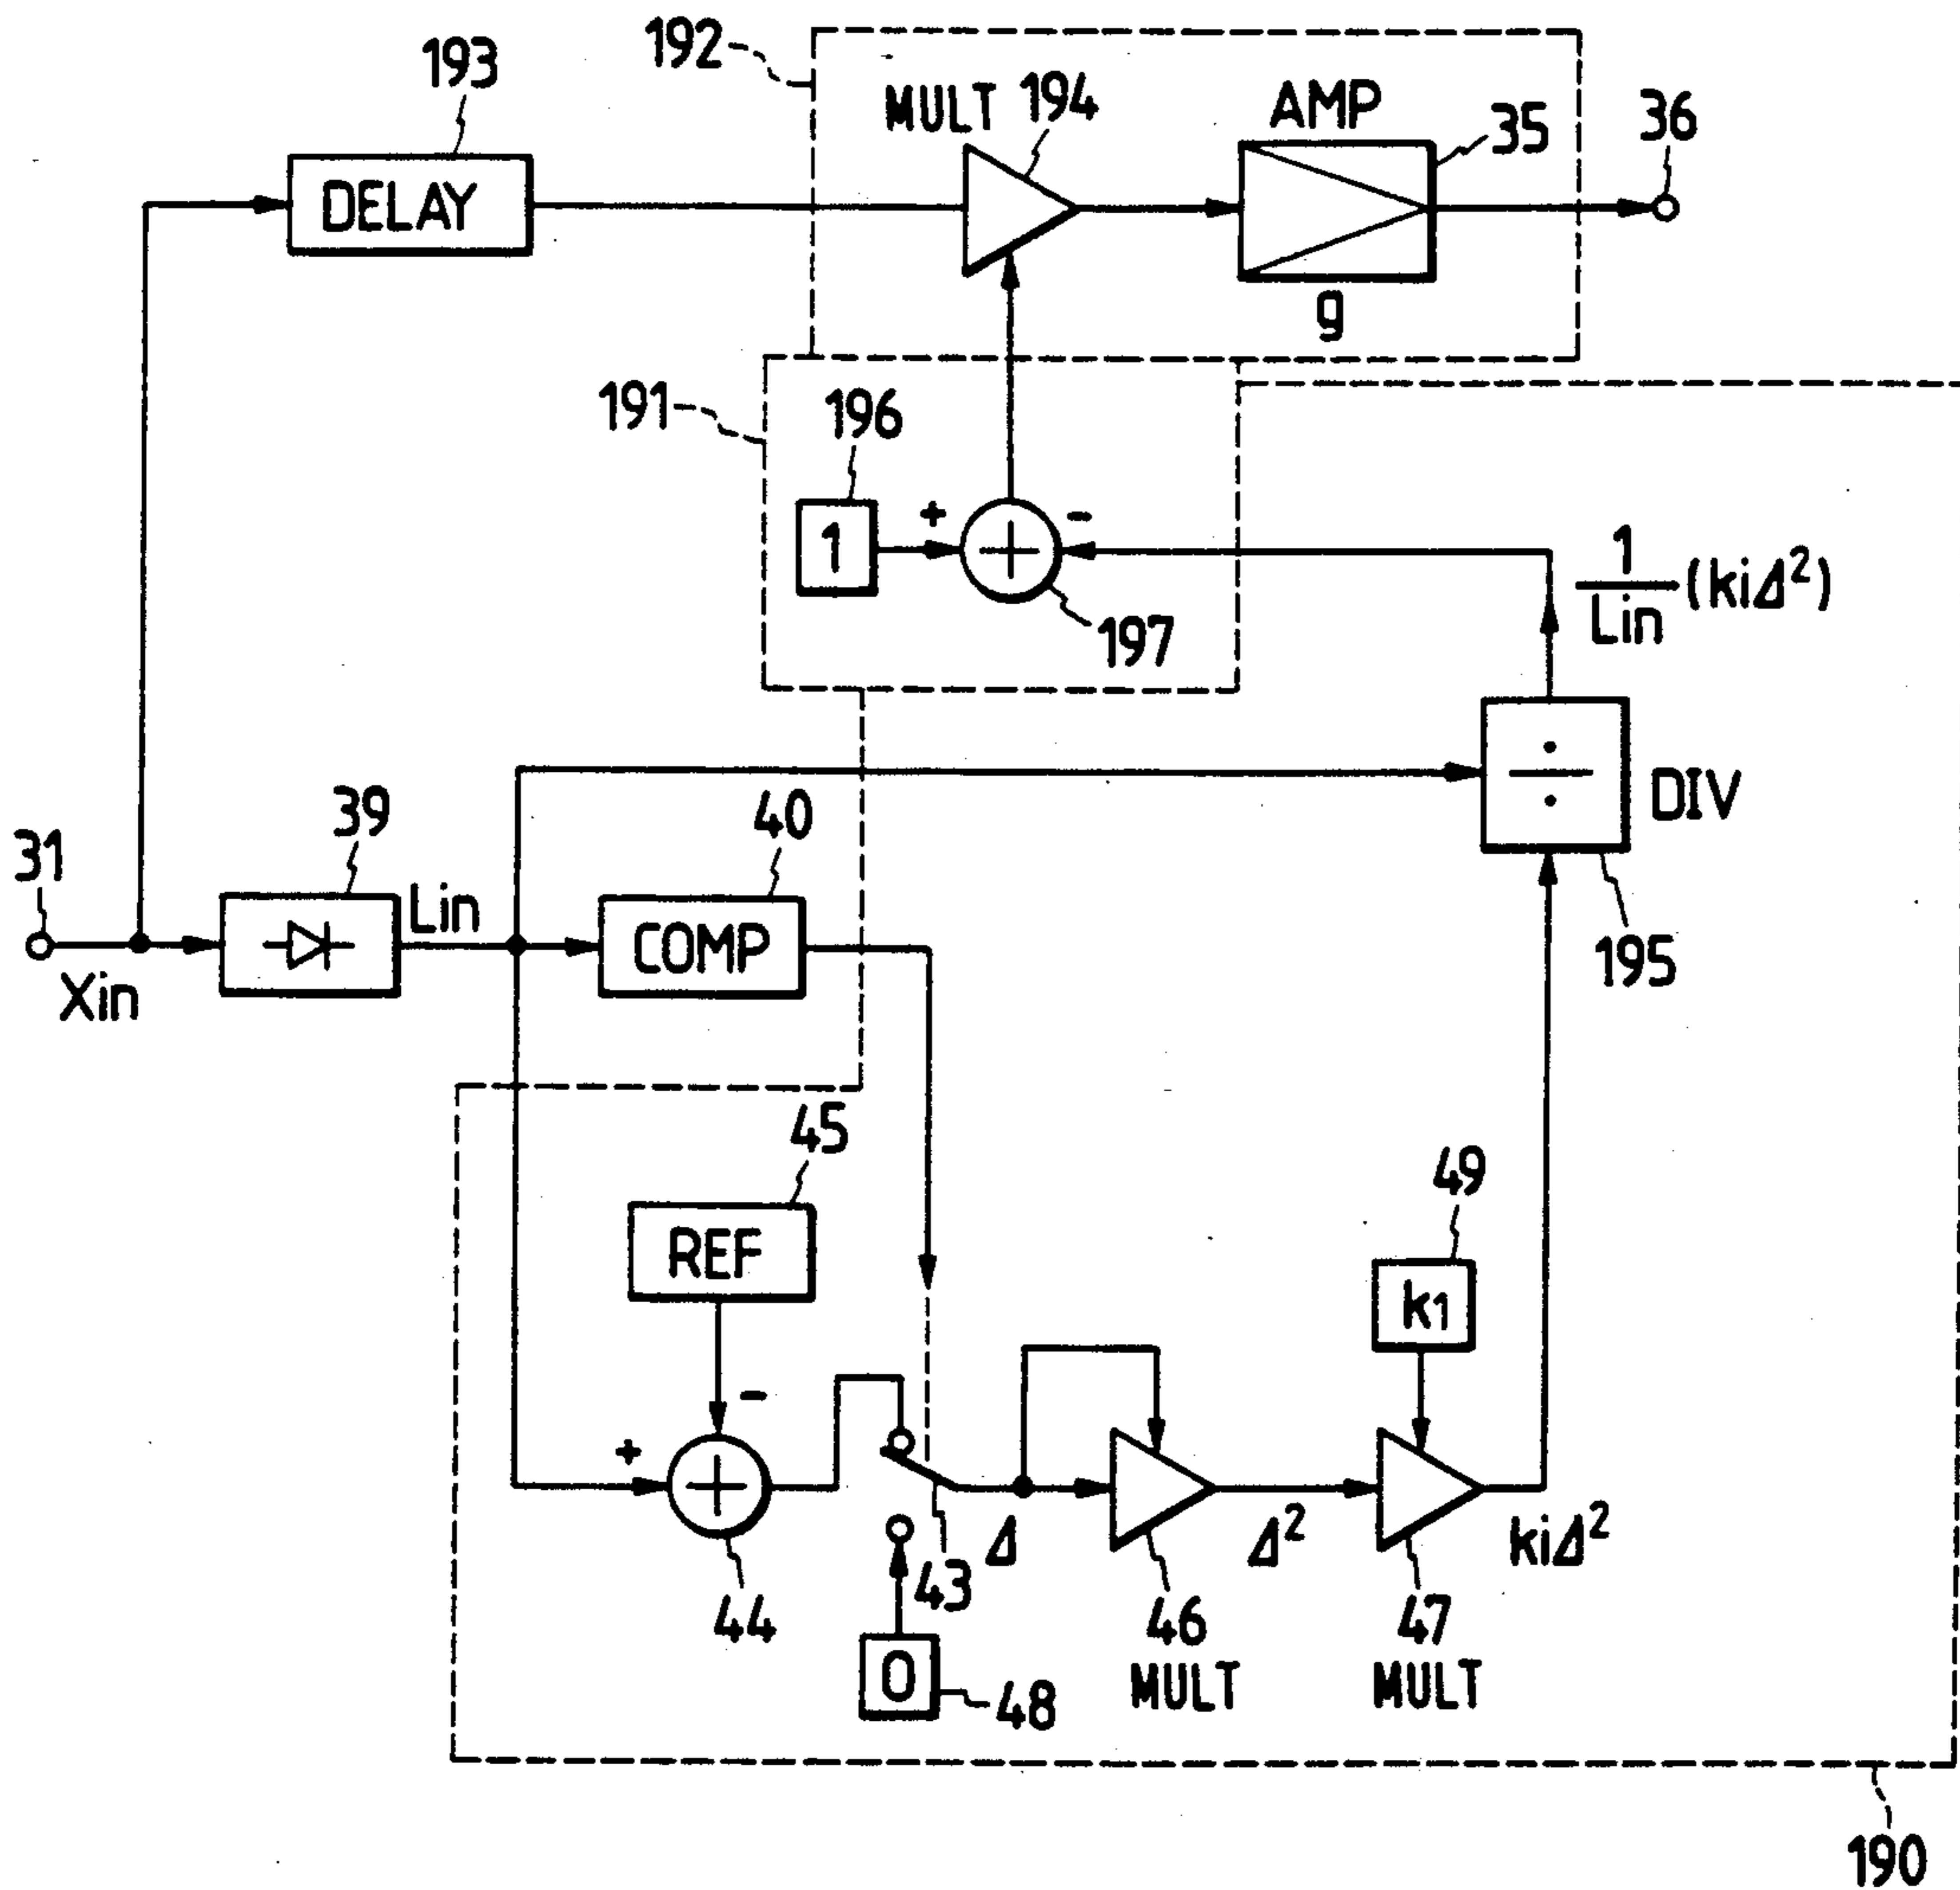 192
193
MULT 194
AMP
35
36
DELAY
g
191
196
1
+
-
197
1/Lin (kiΔ²)
DIV
195
31
39
Lin
40
COMP
Xin
45
REF
49
k1
-
+
44
43
Δ
Δ²
kiΔ²
46
MULT
47
MULT
0
48
190